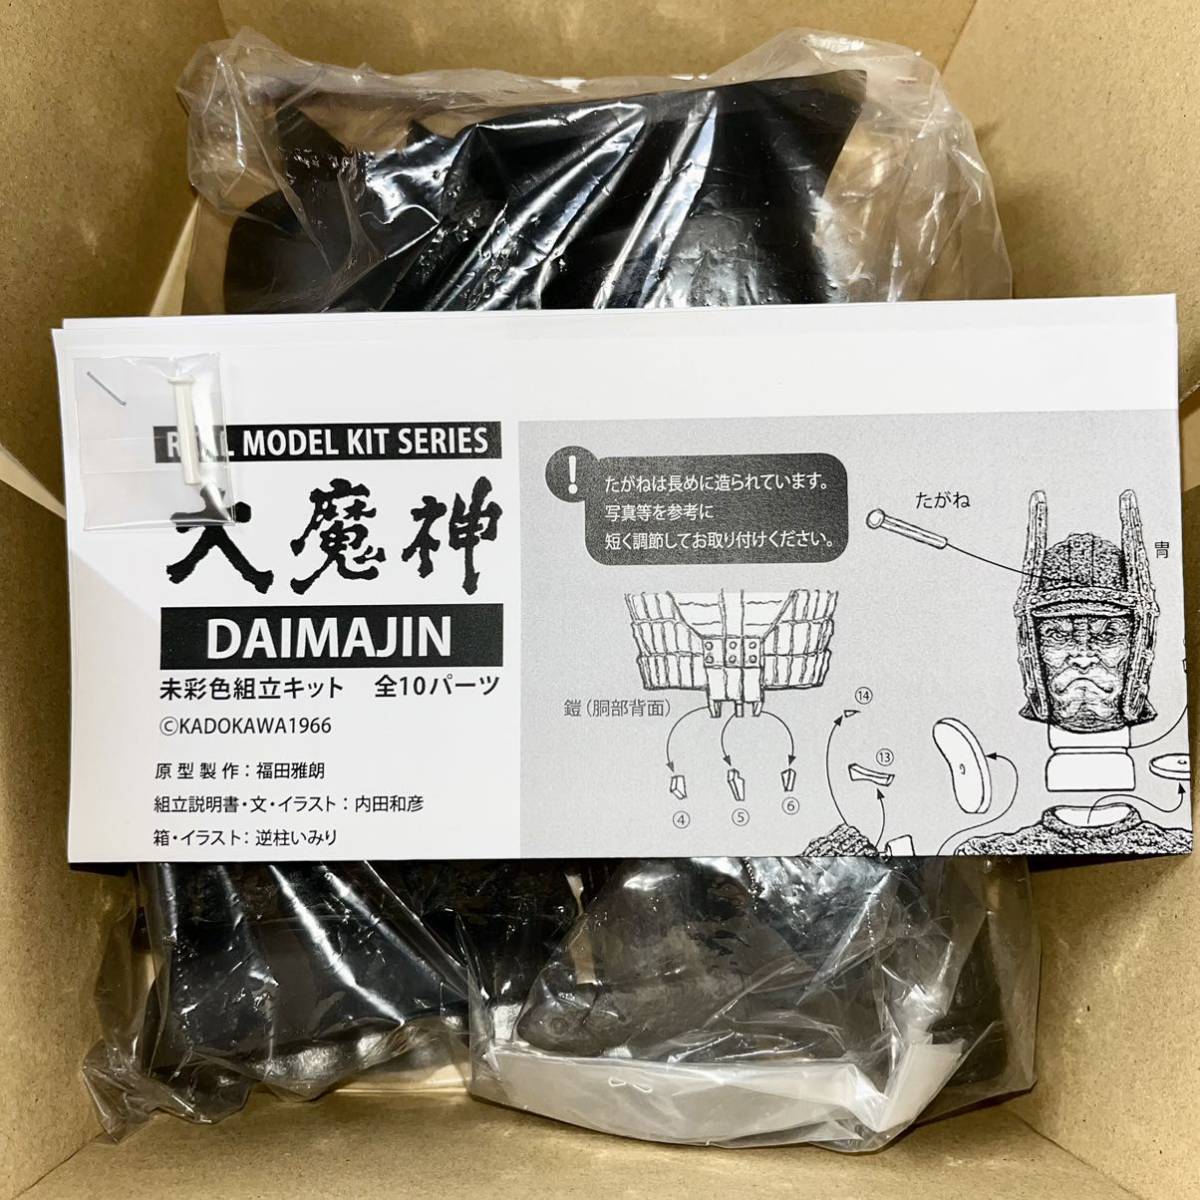 REAL MODEL KIT SERIES
大魔神
DAIMAJIN
未彩色組立キット 全10パーツ
©KADOKAWA1966
原型製作：福田雅朗
組立説明書・文・イラスト：内田和彦
箱・イラスト：逆柱いみり
!
たがねは長めに造られています。
写真等を参考に
短く調節してお取り付けください。
たがね
冑
鎧（胴部背面）
⑭
⑬
④
⑤
⑥